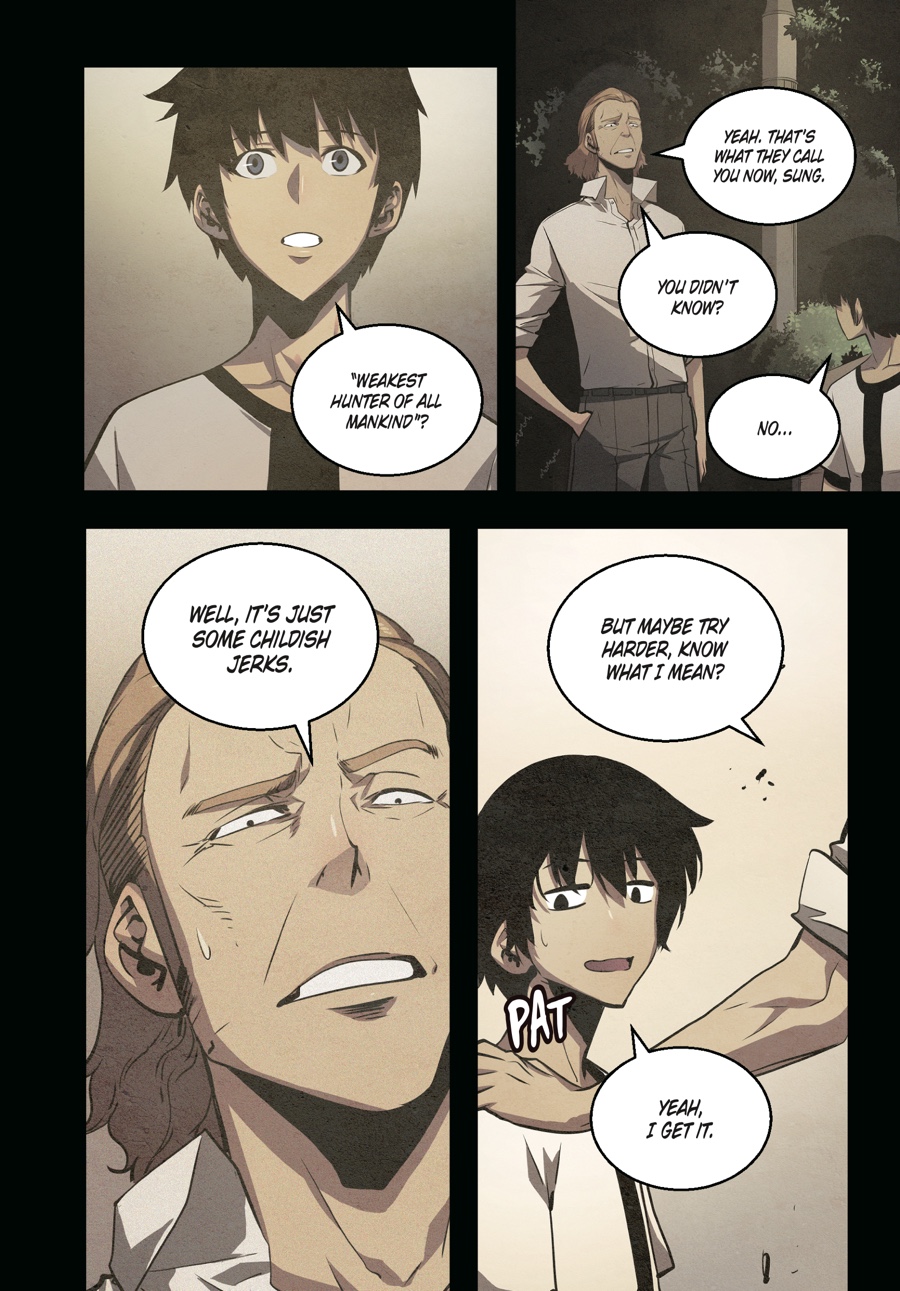 "WEAKEST
HUNTER OF ALL
MANKIND"?
YEAH. THAT'S
WHAT THEY CALL
YOU NOW, SUNG.
YOU DIDN'T
KNOW?
NO...
WELL, IT'S JUST
SOME CHILDISH
JERKS.
BUT MAYBE TRY
HARDER, KNOW
WHAT I MEAN?
PAT
YEAH,
I GET IT.